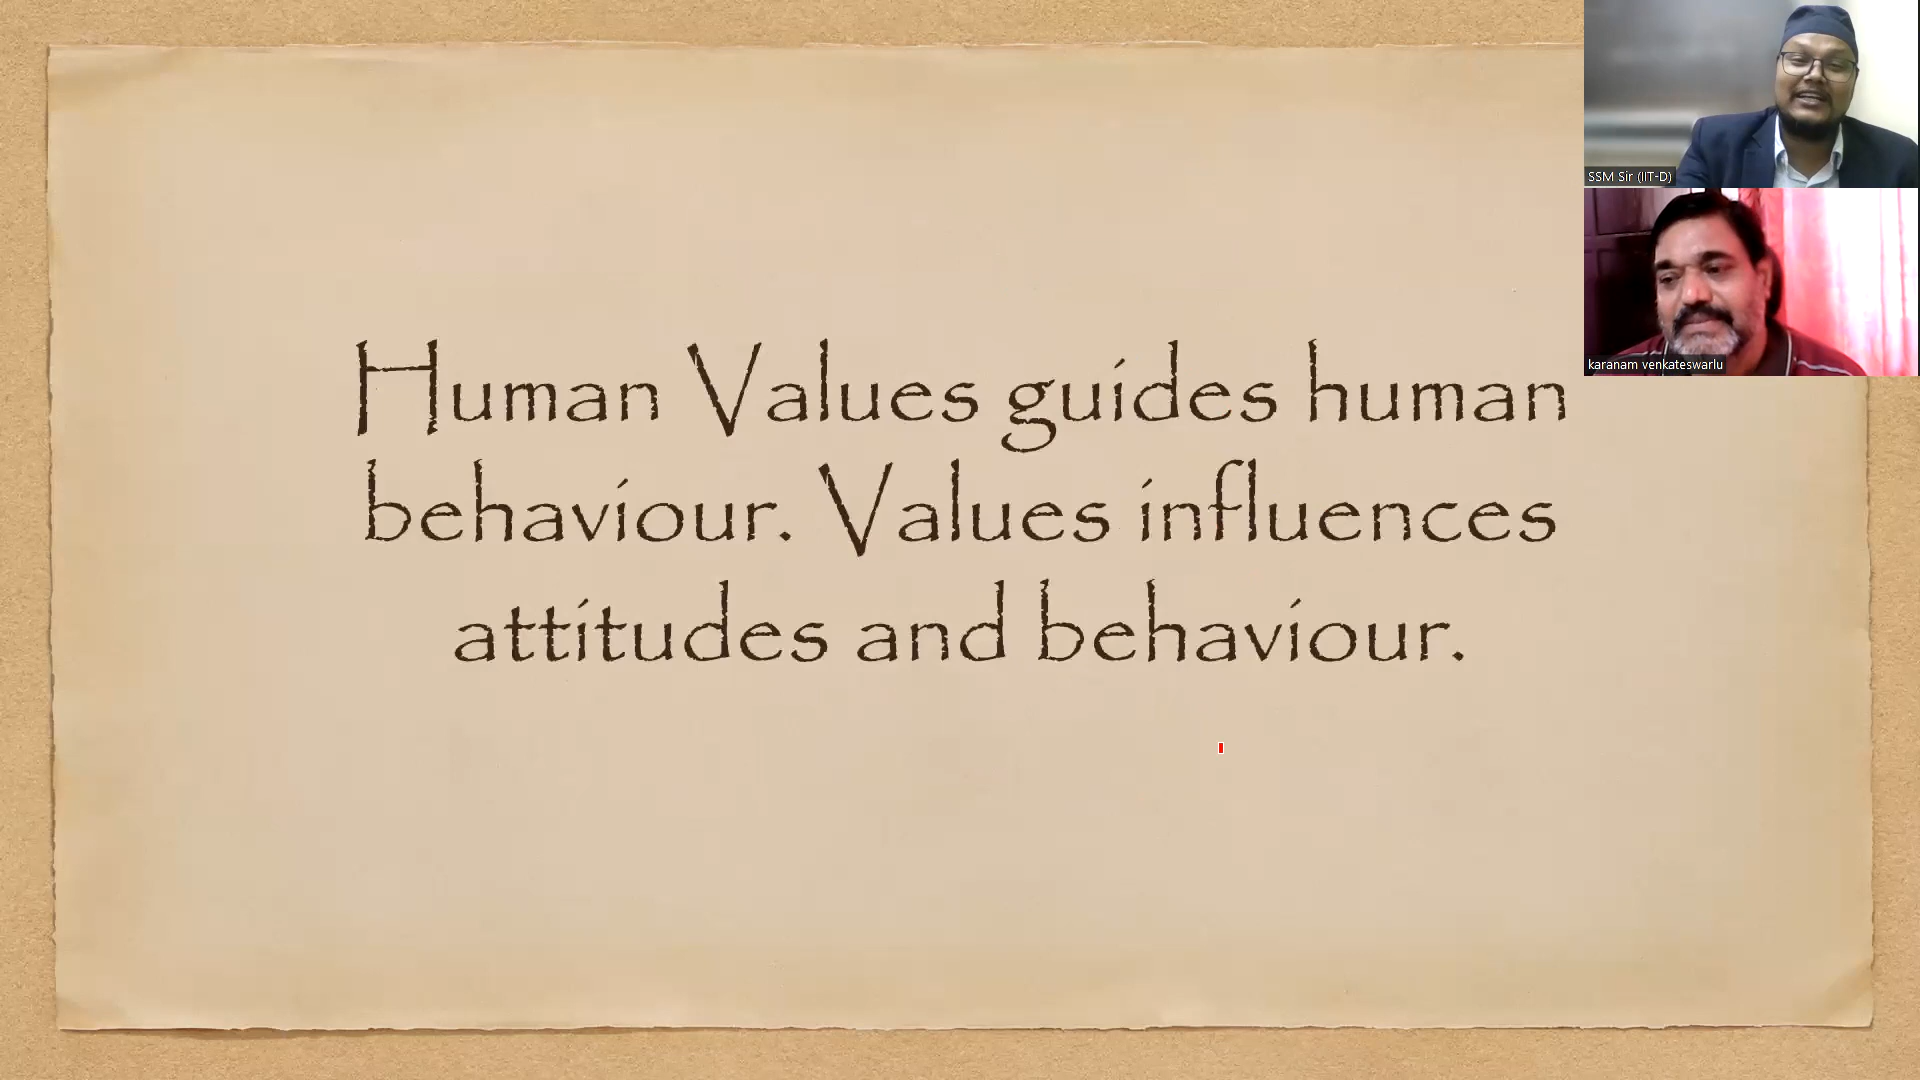 Human Values guides human
behaviour. Values influences
attitudes and behaviour.
SSM Sir (IIT-D)
karanam venkateswarlu